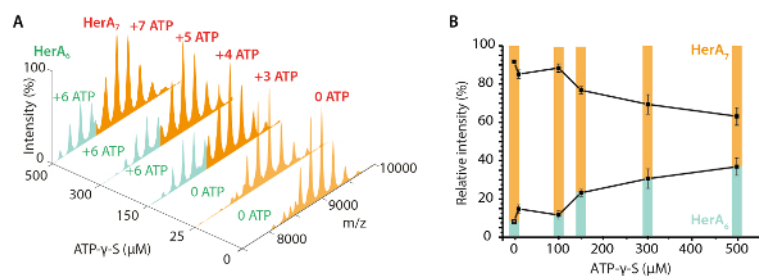 A
HerA₇
+7 ATP
HerA₆
+5 ATP
+4 ATP
+3 ATP
0 ATP
+6 ATP
+6 ATP
+6 ATP
0 ATP
0 ATP
Intensity (%)
100
0
500
300
150
25
0
ATP-γ-S (μM)
8000
9000
10000
m/z
B
HerA₇
HerA₆
Relative intensity (%)
100
80
60
40
20
0
0 100 200 300 400 500
ATP-γ-S (μM)